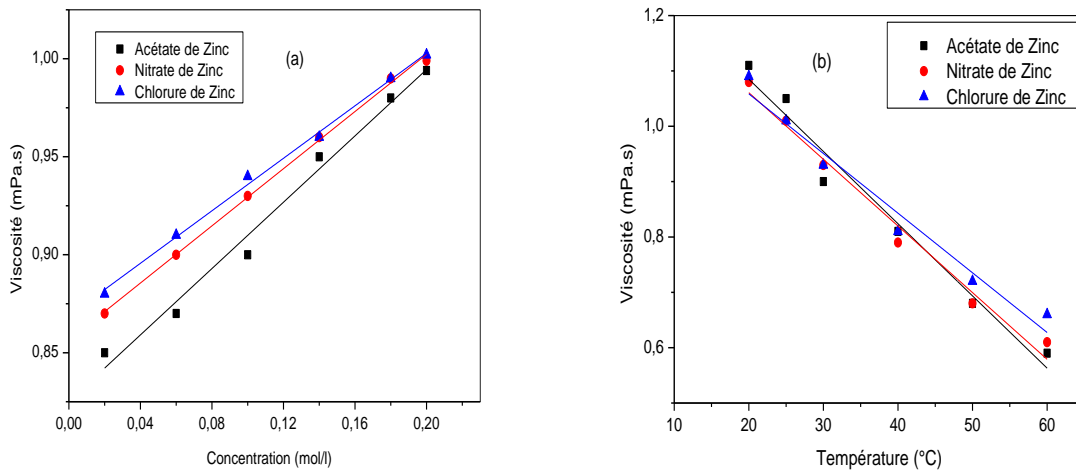 (a)
Acétate de Zinc
Nitrate de Zinc
Chlorure de Zinc
Viscosité (mPa.s)
1,00
0,95
0,90
0,85
0,00 0,04 0,08 0,12 0,16 0,20
Concentration (mol/l)
(b)
Acétate de Zinc
Nitrate de Zinc
Chlorure de Zinc
Viscosité (mPa.s)
1,2
1,0
0,8
0,6
10 20 30 40 50 60
Température (°C)